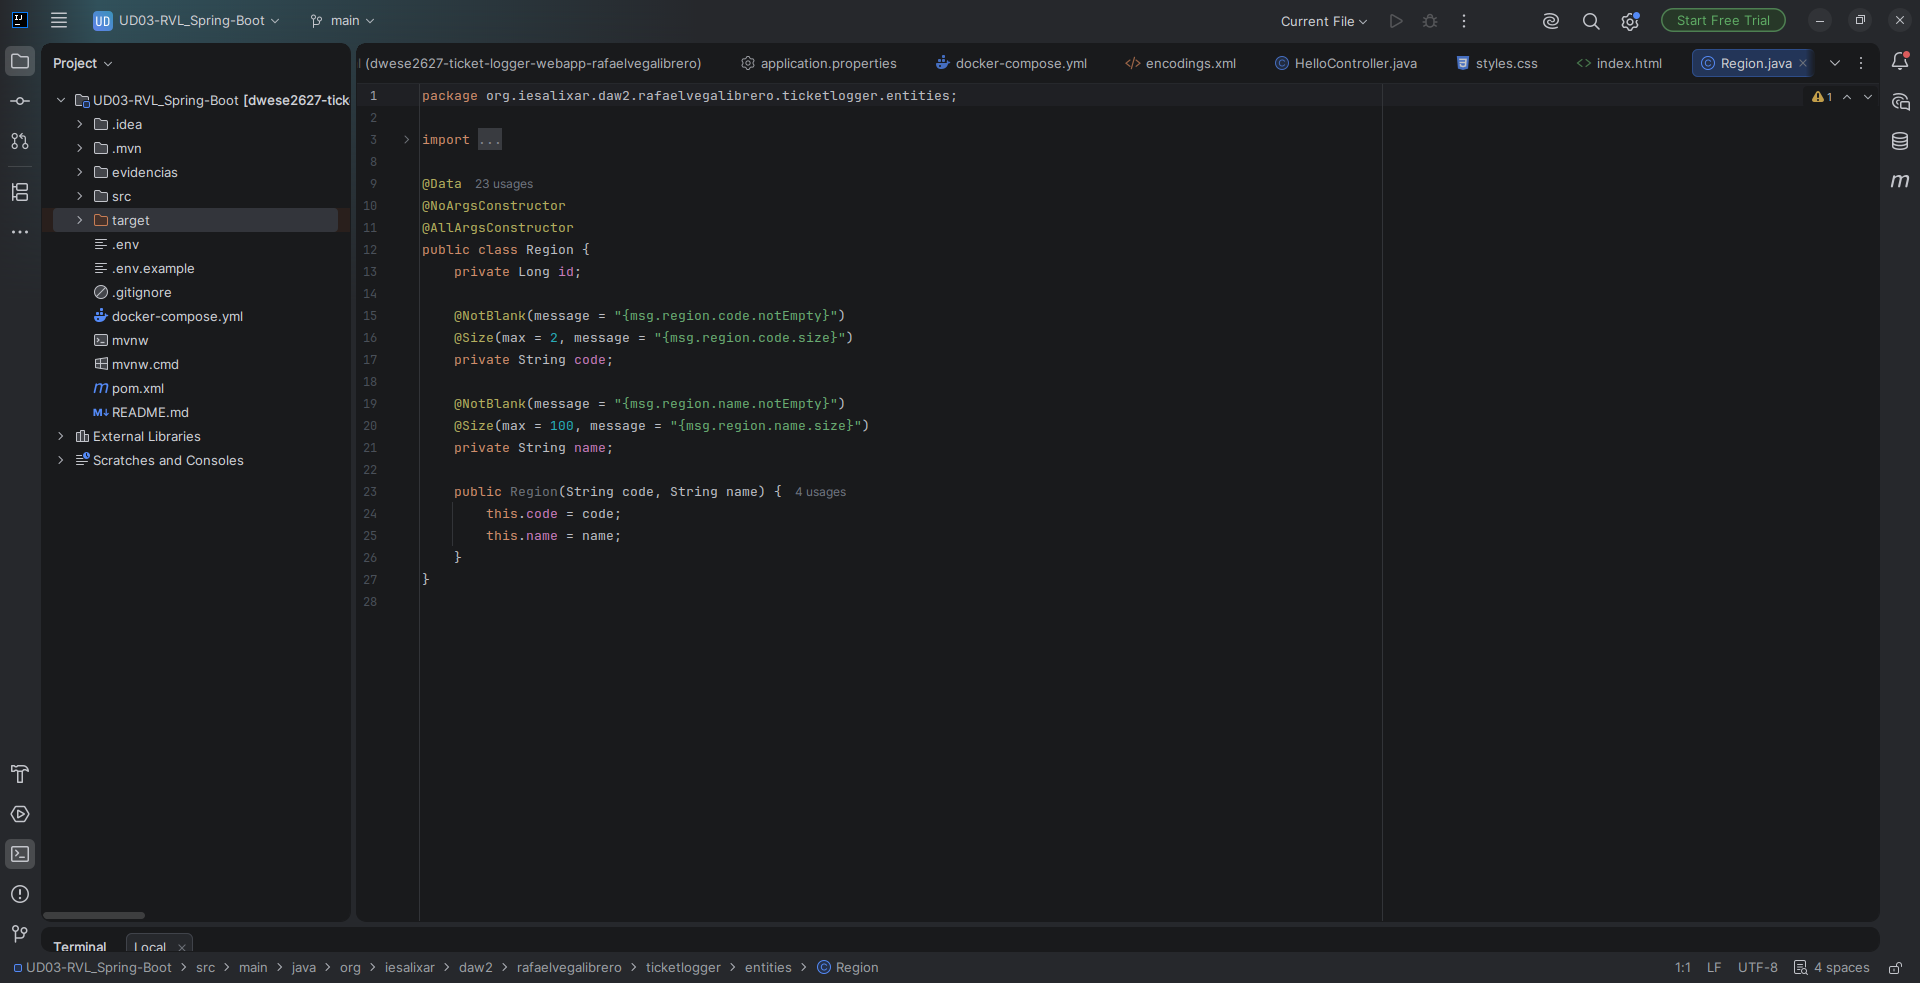 UD UD03-RVL_Spring-Boot main Current File Start Free Trial
Project
(dwese2627-ticket-logger-webapp-rafaelvegalibrero) application.properties docker-compose.yml encodings.xml HelloController.java styles.css index.html Region.java
UD03-RVL_Spring-Boot [dwese2627-tick
.idea
.mvn
evidencias
src
target
.env
.env.example
.gitignore
docker-compose.yml
mvnw
mvnw.cmd
pom.xml
README.md
External Libraries
Scratches and Consoles
1 package org.iesalixar.daw2.rafaelvegalibrero.ticketlogger.entities;
2
3 import ...
8
9 @Data 23 usages
10 @NoArgsConstructor
11 @AllArgsConstructor
12 public class Region {
13 private Long id;
14
15 @NotBlank(message = "{msg.region.code.notEmpty}")
16 @Size(max = 2, message = "{msg.region.code.size}")
17 private String code;
18
19 @NotBlank(message = "{msg.region.name.notEmpty}")
20 @Size(max = 100, message = "{msg.region.name.size}")
21 private String name;
22
23 public Region(String code, String name) { 4 usages
24 this.code = code;
25 this.name = name;
26 }
27 }
28
1
Terminal Local
UD03-RVL_Spring-Boot > src > main > java > org > iesalixar > daw2 > rafaelvegalibrero > ticketlogger > entities > Region 1:1 LF UTF-8 4 spaces